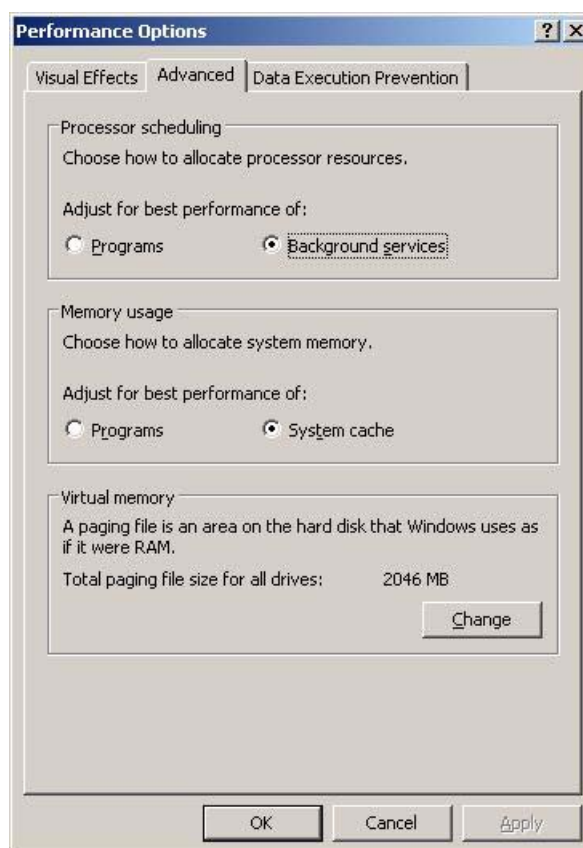 Performance Options
Visual Effects Advanced Data Execution Prevention
Processor scheduling
Choose how to allocate processor resources.
Adjust for best performance of:
Programs Background services
Memory usage
Choose how to allocate system memory.
Adjust for best performance of:
Programs System cache
Virtual memory
A paging file is an area on the hard disk that Windows uses as
if it were RAM.
Total paging file size for all drives: 2046 MB
Change
OK Cancel Apply